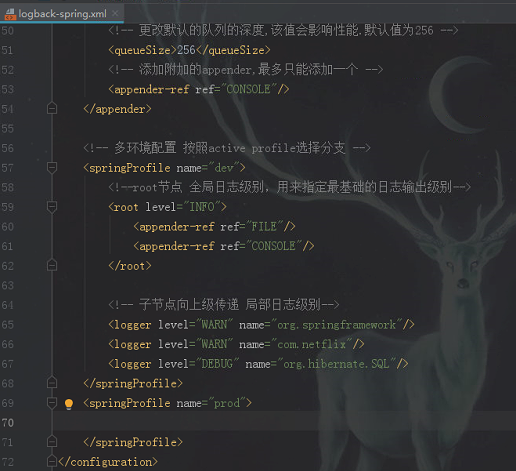 logback-spring.xml ×
50 <!-- 更改默认的队列的深度,该值会影响性能.默认值为256 -->
51 <queueSize>256</queueSize>
52 <!-- 添加附加的appender,最多只能添加一个 -->
53 <appender-ref ref="CONSOLE"/>
54 </appender>
55
56 <!-- 多环境配置 按照active profile选择分支 -->
57 <springProfile name="dev">
58 <!--root节点 全局日志级别，用来指定最基础的日志输出级别-->
59 <root level="INFO">
60 <appender-ref ref="FILE"/>
61 <appender-ref ref="CONSOLE"/>
62 </root>
63
64 <!-- 子节点向上级传递 局部日志级别-->
65 <logger level="WARN" name="org.springframework"/>
66 <logger level="WARN" name="com.netflix"/>
67 <logger level="DEBUG" name="org.hibernate.SQL"/>
68 </springProfile>
69 <springProfile name="prod">
70
71 </springProfile>
72 </configuration>